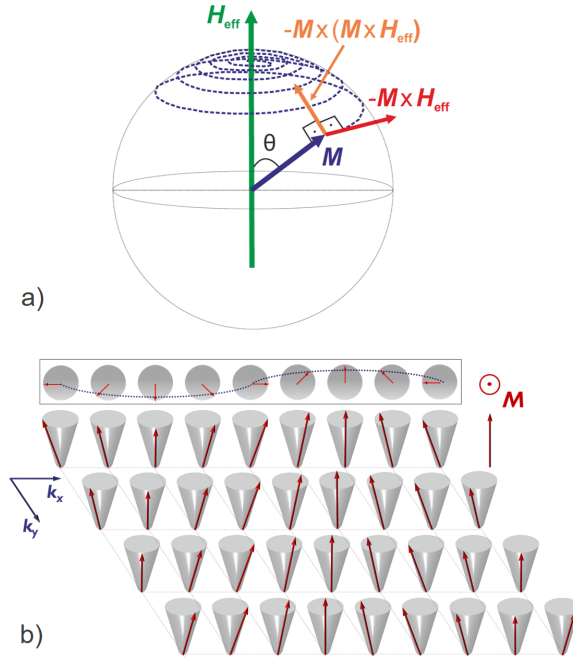 H_eff
-M x (M x H_eff)
-M x H_eff
θ
M
a)
M
k_x
k_y
b)